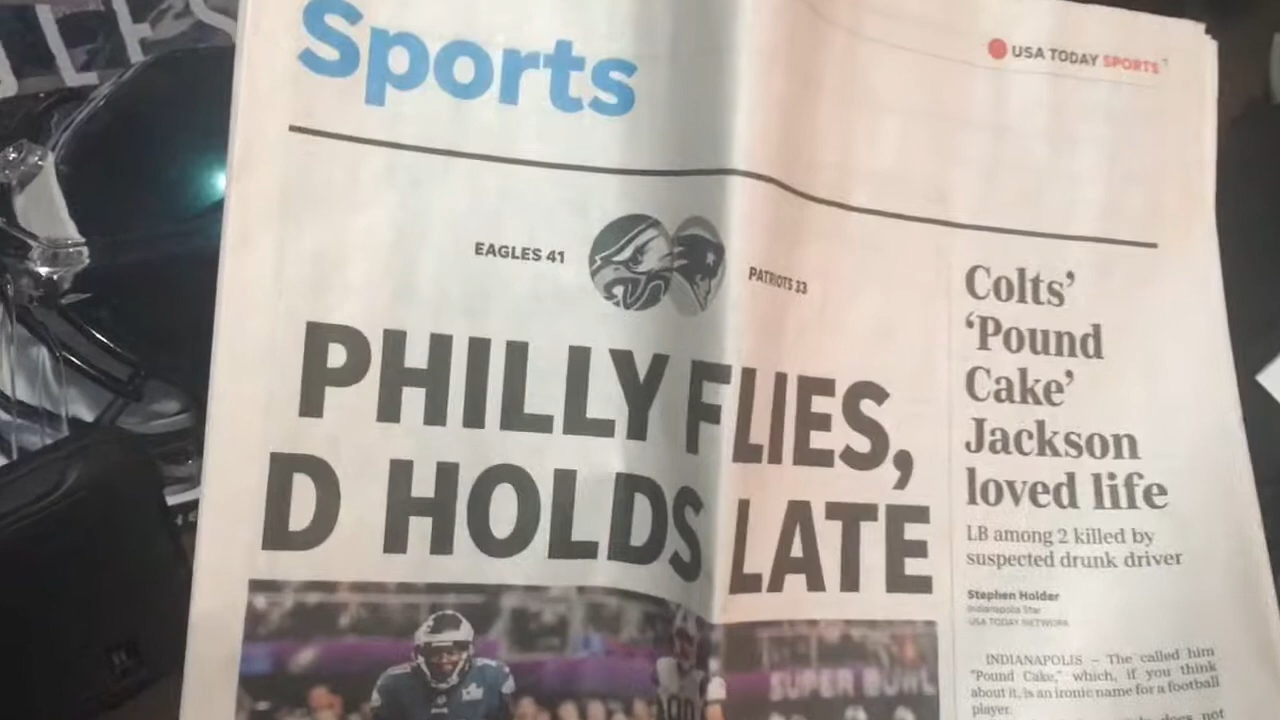 Sports
USA TODAY SPORTS
EAGLES 41
PATRIOTS 33
PHILLY FLIES,
D HOLDS LATE
SUPER BOWL
Colts’
‘Pound
Cake’
Jackson
loved life
LB among 2 killed by
suspected drunk driver
Stephen Holder
Indianapolis Star
USA TODAY NETWORK
INDIANAPOLIS – The called him
"Pound Cake," which, if you think
about it, is an ironic name for a football
player.
does not